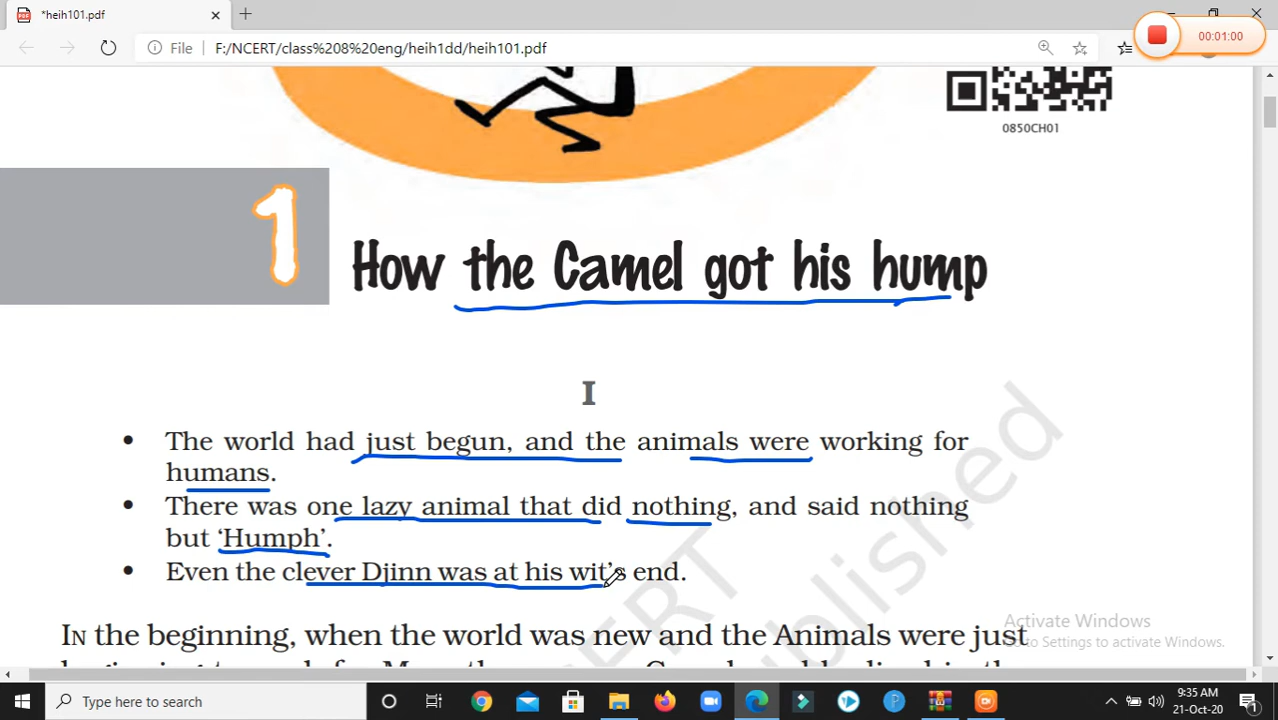 *heih101.pdf
File F:/NCERT/class%208%20eng/heih1dd/heih101.pdf
00:01:00
0850CH01
1
How the Camel got his hump
I
• The world had just begun, and the animals were working for
humans.
• There was one lazy animal that did nothing, and said nothing
but ‘Humph’.
• Even the clever Djinn was at his wit’s end.
IN the beginning, when the world was new and the Animals were just
Activate Windows
Go to Settings to activate Windows.
Type here to search
9:35 AM
21-Oct-20